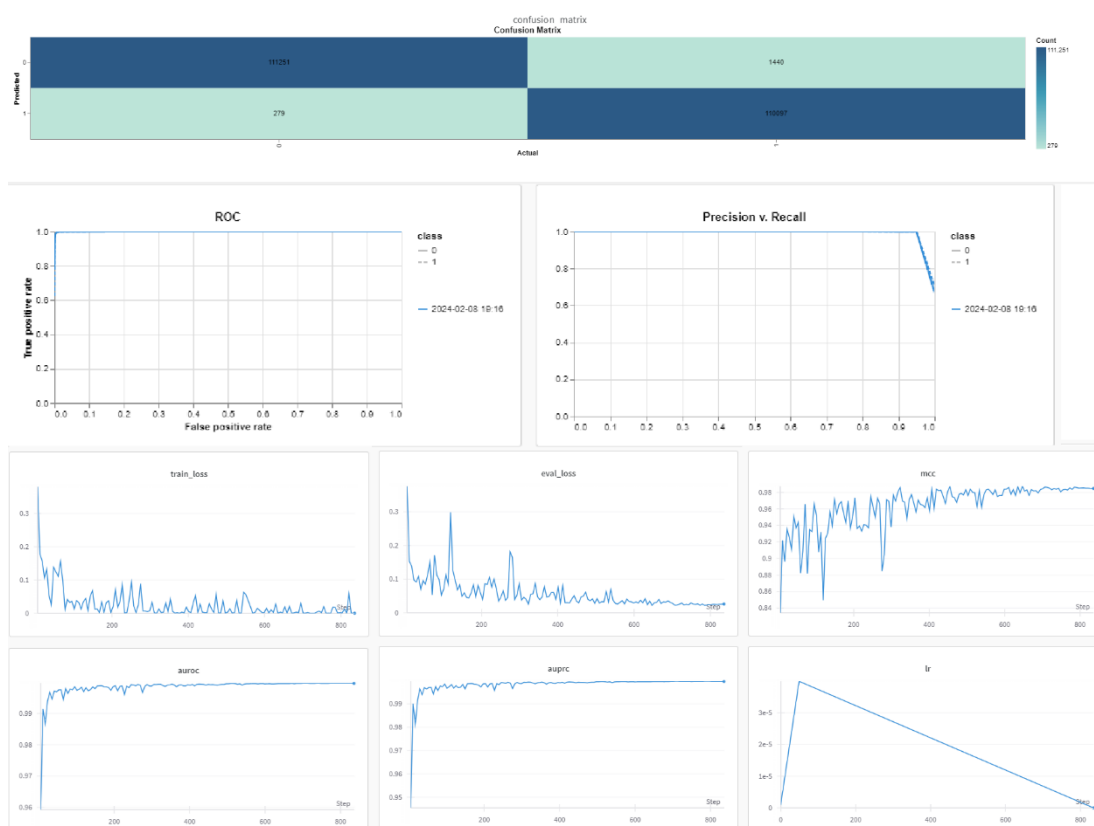 confusion_matrix
Confusion Matrix
Count
111,251
279
Predicted
0
1
111251
1440
279
0
1
Actual
ROC
True positive rate
1.0
0.8
0.6
0.4
0.2
0.0
0.0 0.1 0.2 0.3 0.4 0.5 0.6 0.7 0.8 0.9 1.0
False positive rate
class
0
1
2024-02-08 19:16
Precision v. Recall
1.0
0.8
0.6
0.4
0.2
0.0
0.0 0.1 0.2 0.3 0.4 0.5 0.6 0.7 0.8 0.9 1.0
class
0
1
2024-02-08 19:16
train_loss
0.3
0.2
0.1
0
Step
200 400 600 800
eval_loss
0.3
0.2
0.1
0
Step
200 400 600 800
mcc
0.98
0.96
0.94
0.92
0.9
0.88
0.86
0.84
Step
0 200 400 600 800
auroc
0.99
0.98
0.97
0.96
Step
200 400 600 800
auprc
0.99
0.98
0.97
0.96
0.95
Step
200 400 600 800
lr
3e-5
2e-5
1e-5
0
Step
0 200 400 600 800